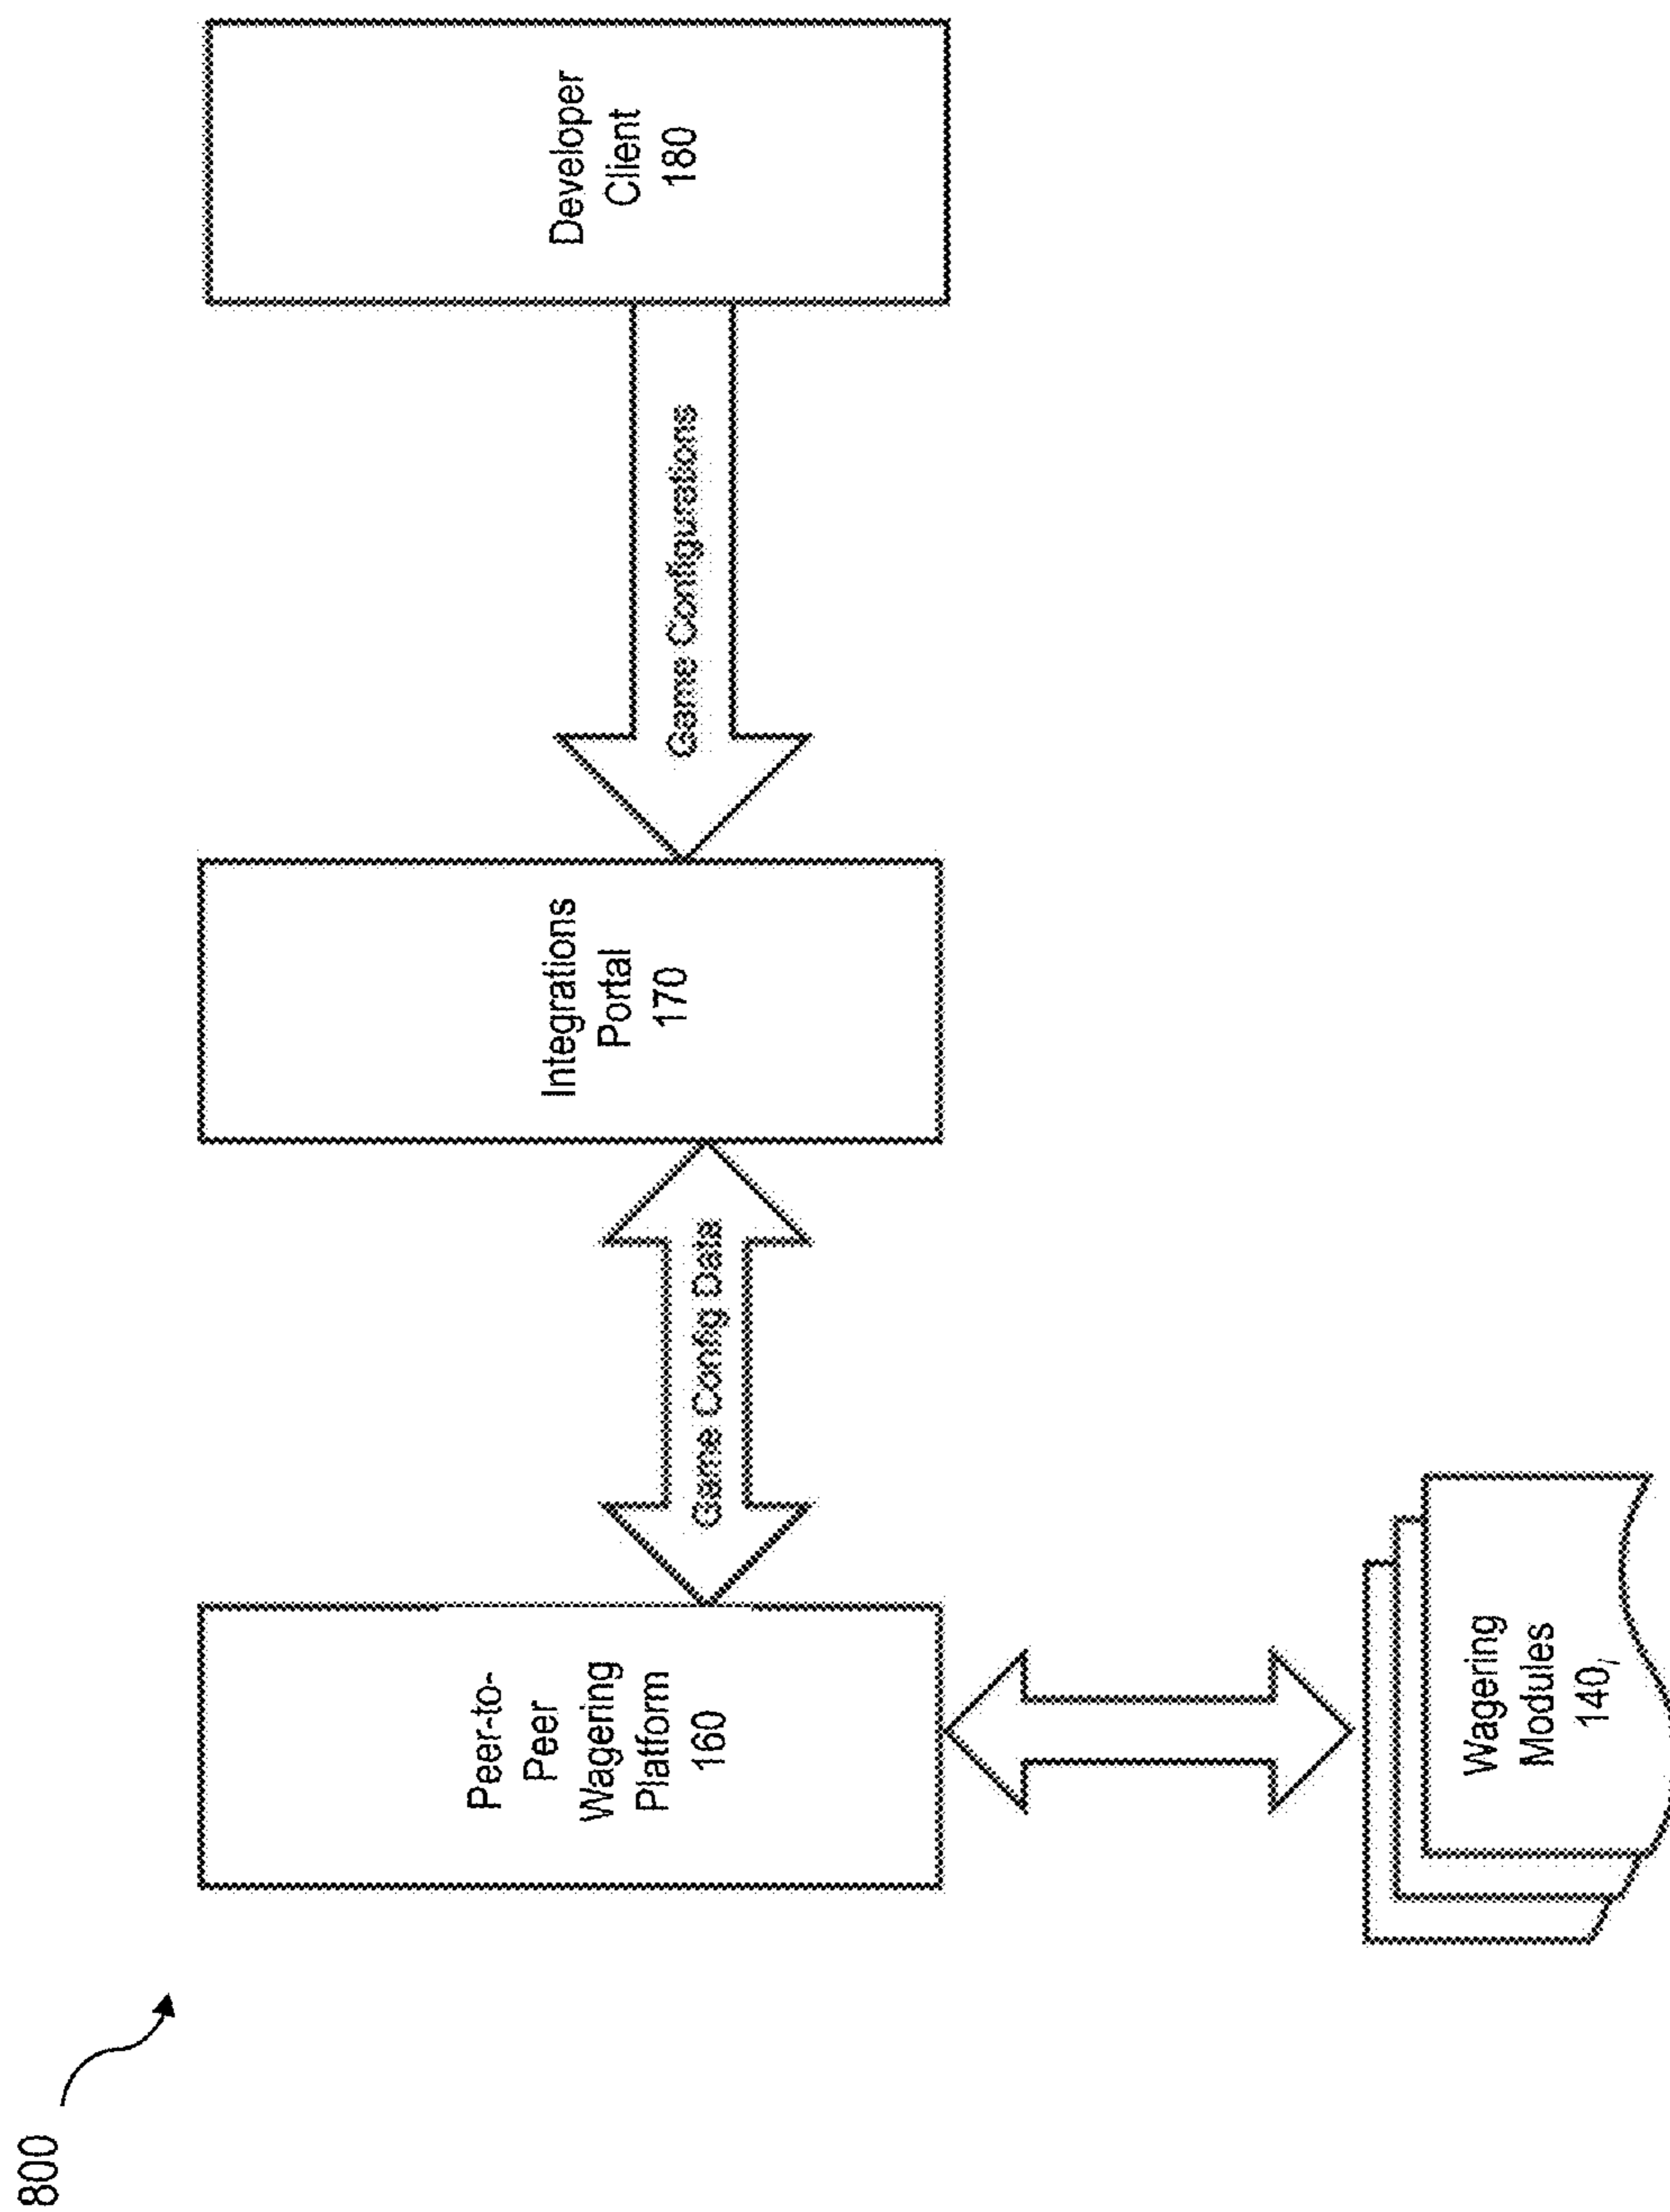 800
Peer-to-
Peer
Wagering
Platform
160
Game Config Data
Integrations
Portal
170
Game Configurations
Developer
Client
180
Wagering
Modules
140i